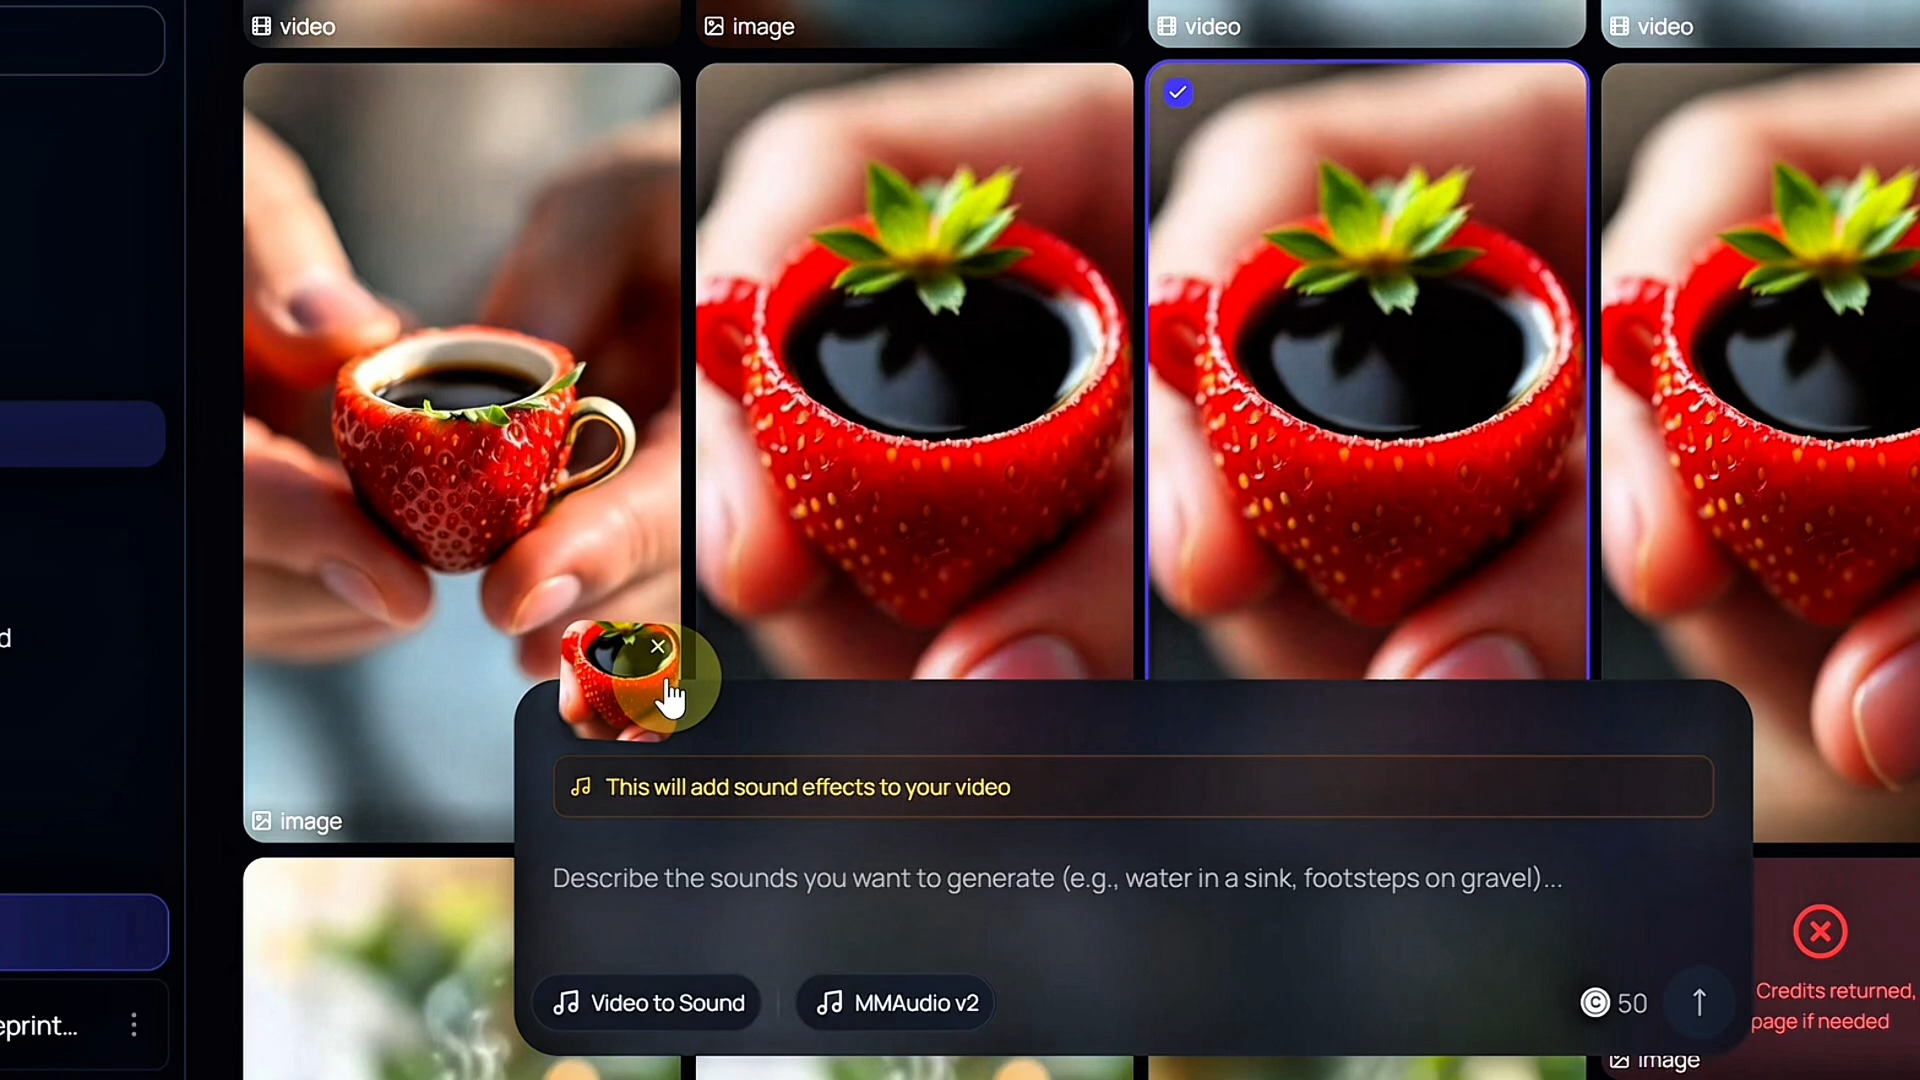 video
image
video
video
d
image
This will add sound effects to your video
Describe the sounds you want to generate (e.g., water in a sink, footsteps on gravel)...
Video to Sound
MMAudio v2
50
Credits returned,
page if needed
eprint...
image